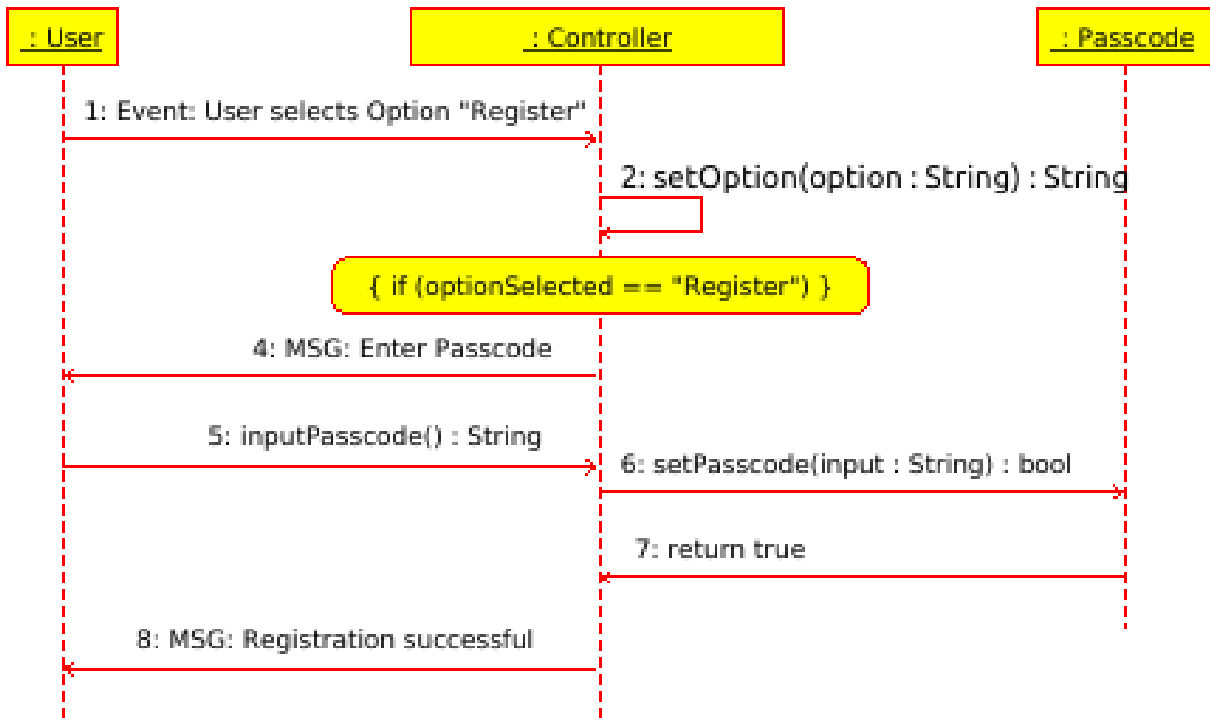 : User
: Controller
: Passcode
1: Event: User selects Option "Register"
2: setOption(option : String) : String
{ if (optionSelected == "Register") }
4: MSG: Enter Passcode
5: inputPasscode() : String
6: setPasscode(input : String) : bool
7: return true
8: MSG: Registration successful